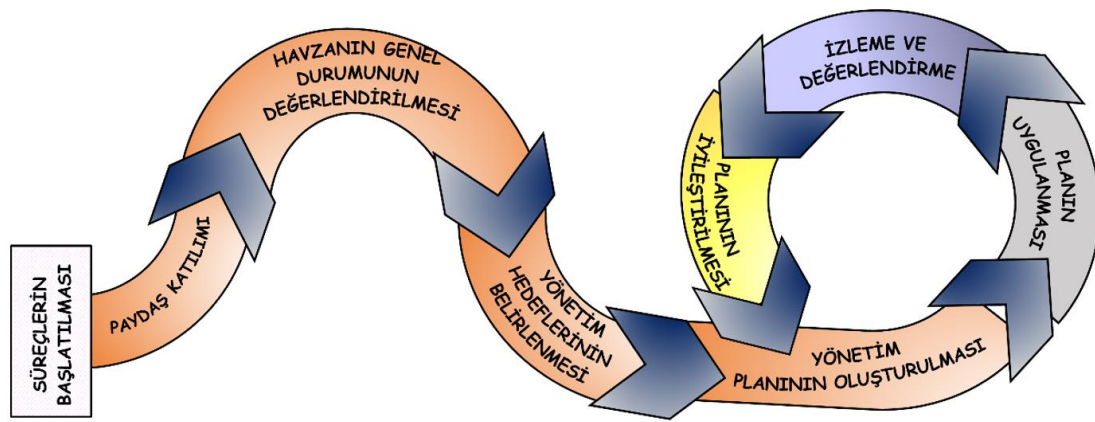 SÜREÇLERİN
BAŞLATILMASI
PAYDAŞ KATILIMI
HAVZANIN GENEL
DURUMUNUN
DEĞERLENDİRİLMESİ
YÖNETİM
HEDEFLERİNİN
BELİRLENMESİ
YÖNETİM
PLANININ OLUŞTURULMASI
PLANIN
UYGULANMASI
İZLEME VE
DEĞERLENDİRME
PLANININ
İYİLEŞTİRİLMESİ